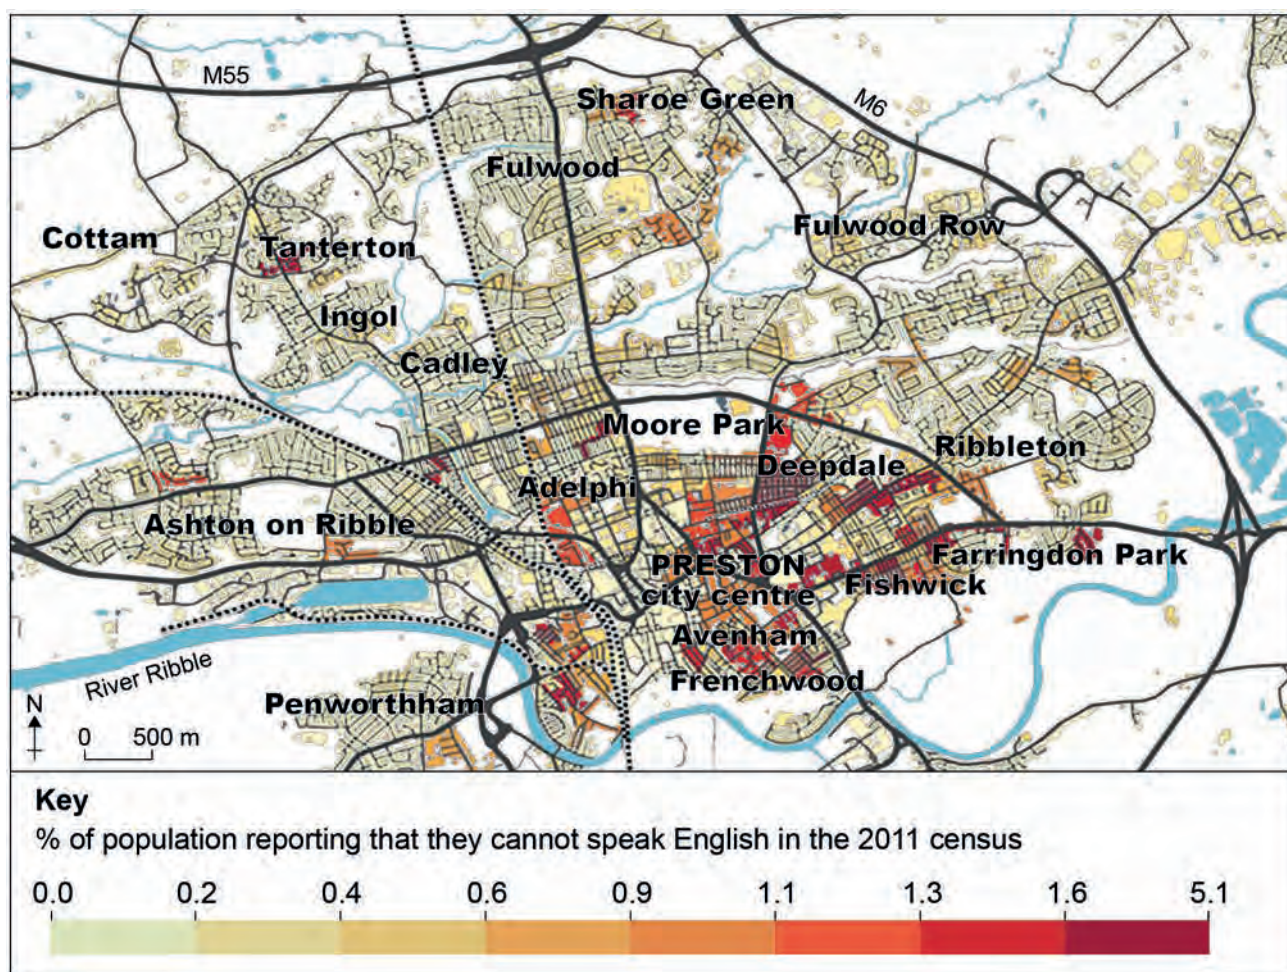 M55
Sharoe Green
M6
Fulwood
Cottam
Tanterton
Fulwood Row
Ingol
Cadley
Moore Park
Ribbleton
Deepdale
Adelphi
Ashton on Ribble
PRESTON
city centre
Farringdon Park
Fishwick
Avenham
River Ribble
Frenchwood
Penworthham
N
0 500 m
Key
% of population reporting that they cannot speak English in the 2011 census
0.0 0.2 0.4 0.6 0.9 1.1 1.3 1.6 5.1